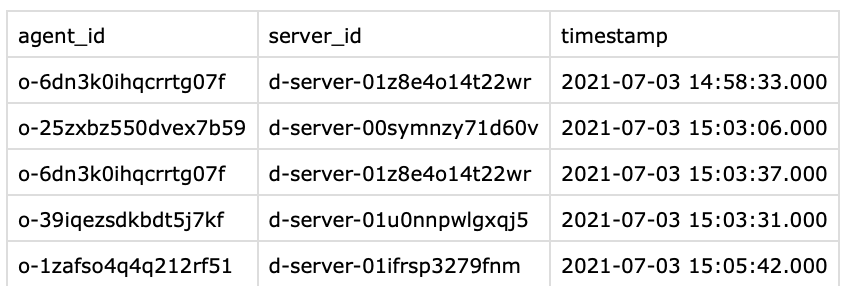 agent_id server_id timestamp
o-6dn3k0ihqcrrtg07f d-server-01z8e4o14t22wr 2021-07-03 14:58:33.000
o-25zxbz550dvex7b59 d-server-00symnzy71d60v 2021-07-03 15:03:06.000
o-6dn3k0ihqcrrtg07f d-server-01z8e4o14t22wr 2021-07-03 15:03:37.000
o-39iqezsdkbdt5j7kf d-server-01u0nnpwlgxqj5 2021-07-03 15:03:31.000
o-1zafso4q4q212rf51 d-server-01ifrsp3279fnm 2021-07-03 15:05:42.000